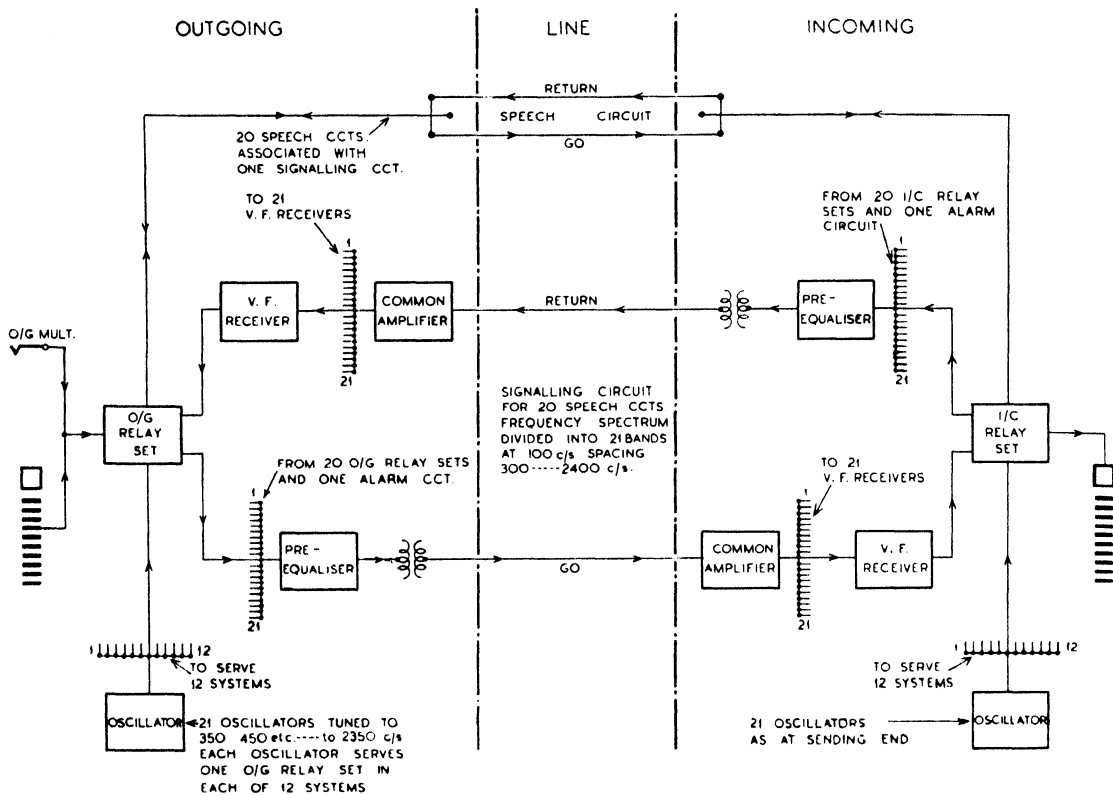 OUTGOING
LINE
INCOMING
RETURN
SPEECH CIRCUIT
GO
20 SPEECH CCTS.
ASSOCIATED WITH
ONE SIGNALLING CCT.
TO 21
V. F. RECEIVERS
1
21
FROM 20 I/C RELAY
SETS AND ONE ALARM
CIRCUIT
1
21
V. F.
RECEIVER
COMMON
AMPLIFIER
RETURN
PRE-
EQUALISER
O/G MULT.
O/G
RELAY
SET
SIGNALLING CIRCUIT
FOR 20 SPEECH CCTS
FREQUENCY SPECTRUM
DIVIDED INTO 21 BANDS
AT 100 c/s SPACING
300-----2400 c/s.
I/C
RELAY
SET
FROM 20 O/G RELAY SETS
AND ONE ALARM CCT.
1
21
TO 21
V. F. RECEIVERS
1
21
PRE-
EQUALISER
GO
COMMON
AMPLIFIER
V. F.
RECEIVER
1 12
TO SERVE
12 SYSTEMS
1 12
TO SERVE
12 SYSTEMS
OSCILLATOR
21 OSCILLATORS TUNED TO
350 450 etc.----to 2350 c/s
EACH OSCILLATOR SERVES
ONE O/G RELAY SET IN
EACH OF 12 SYSTEMS
21 OSCILLATORS
AS AT SENDING END
OSCILLATOR